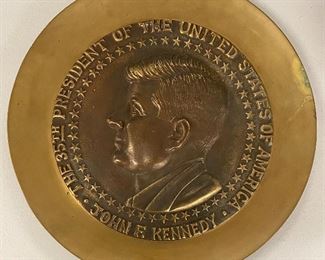 · THE 35TH PRESIDENT OF THE UNITED STATES OF AMERICA ·
JOHN F. KENNEDY